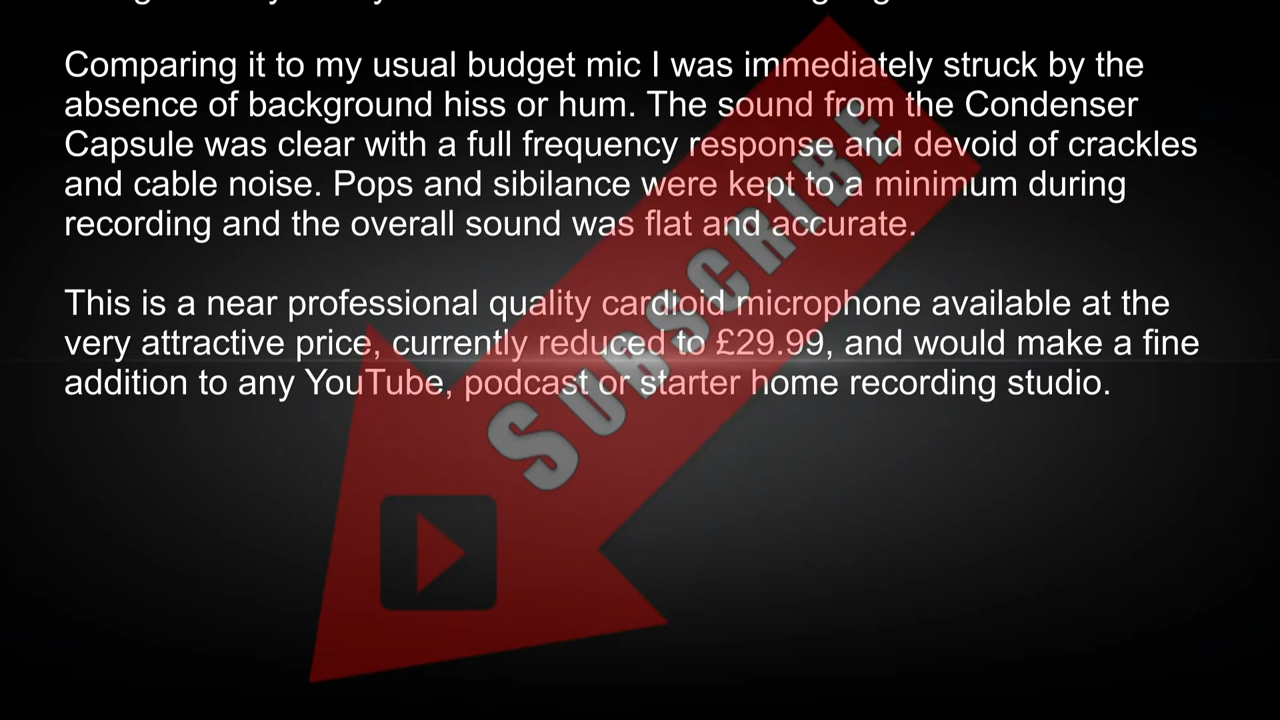 Comparing it to my usual budget mic I was immediately struck by the
absence of background hiss or hum. The sound from the Condenser
Capsule was clear with a full frequency response and devoid of crackles
and cable noise. Pops and sibilance were kept to a minimum during
recording and the overall sound was flat and accurate.
This is a near professional quality cardioid microphone available at the
very attractive price, currently reduced to £29.99, and would make a fine
addition to any YouTube, podcast or starter home recording studio.
SUBSCRIBE